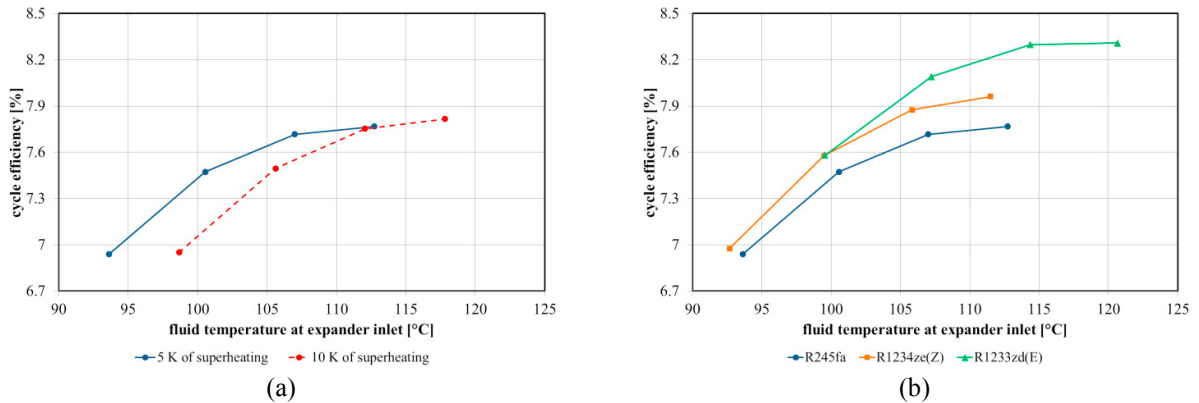 8.5
8.2
7.9
7.6
7.3
7
6.7
cycle efficiency [%]
90 95 100 105 110 115 120 125
fluid temperature at expander inlet [°C]
5 K of superheating 10 K of superheating
(a)
8.5
8.2
7.9
7.6
7.3
7
6.7
cycle efficiency [%]
90 95 100 105 110 115 120 125
fluid temperature at expander inlet [°C]
R245fa R1234ze(Z) R1233zd(E)
(b)